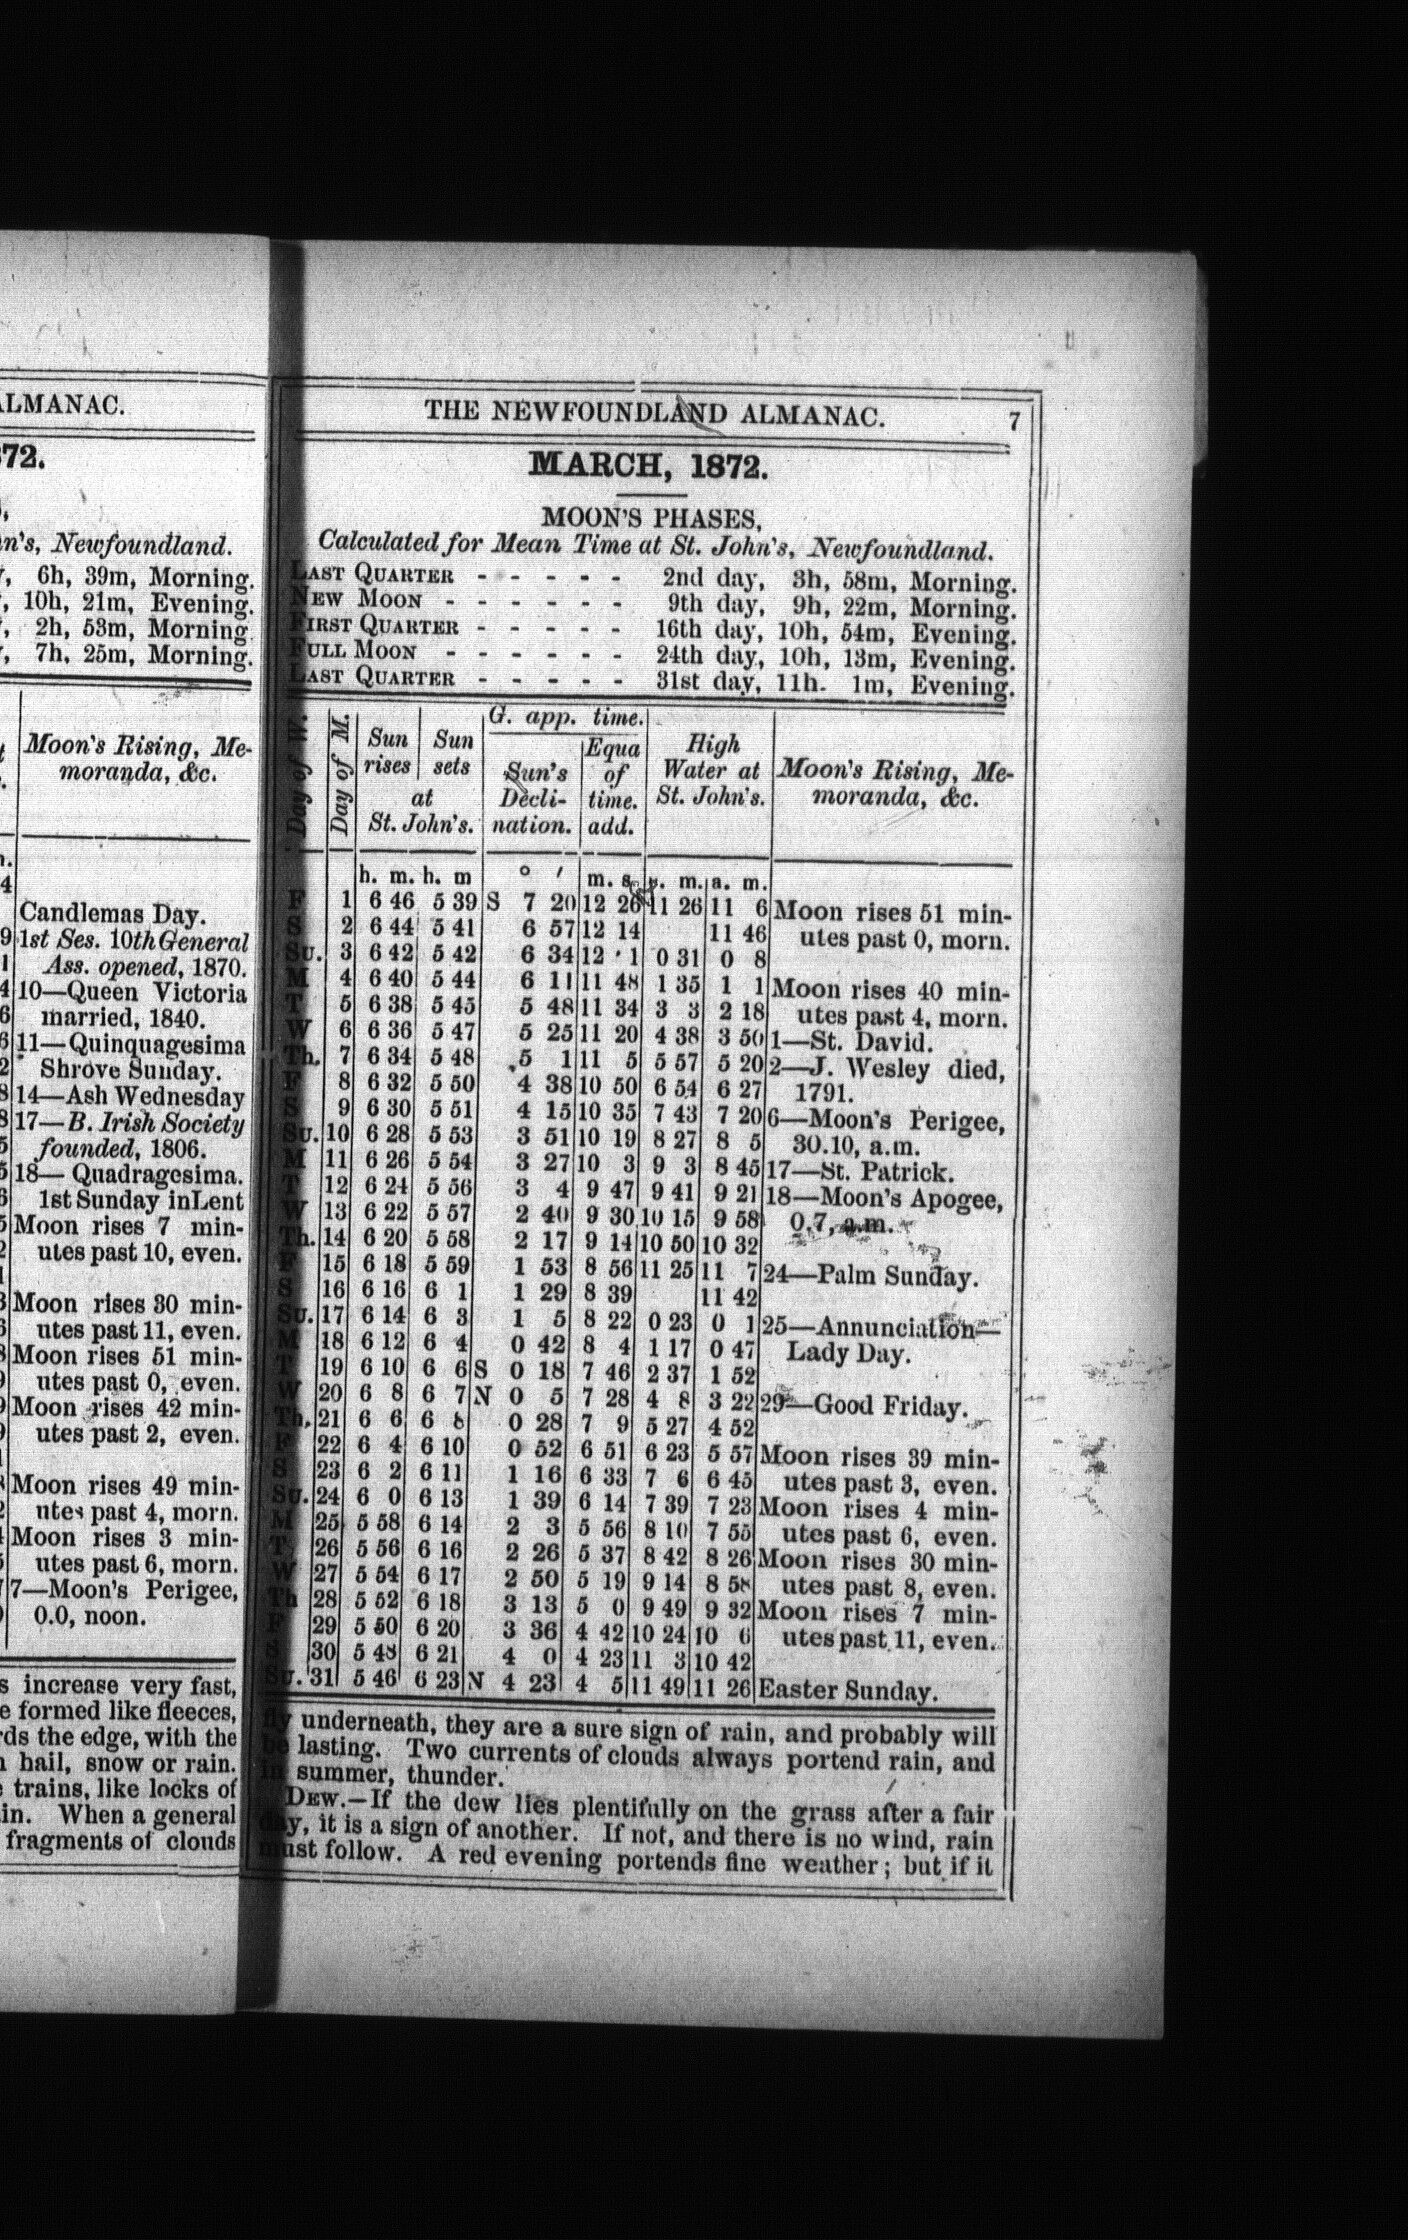 ALMANAC.
72.
n's, Newfoundland.
6h, 39m, Morning.
10h, 21m, Evening.
2h, 53m, Morning
7h, 25m, Morning.
Moon's Rising, Me-
moranda, &c.
Candlemas Day.
1st Ses. 10th General
Ass. opened, 1870.
10—Queen Victoria
married, 1840.
11—Quinquagesima
Shrove Sunday.
14—Ash Wednesday
17—B. Irish Society
founded, 1806.
18— Quadragesima.
1st Sunday in Lent
Moon rises 7 min-
utes past 10, even.
Moon rises 30 min-
utes past 11, even.
Moon rises 51 min-
utes past 0, even.
Moon rises 42 min-
utes past 2, even.
Moon rises 49 min-
utes past 4, morn.
Moon rises 3 min-
utes past 6, morn.
7—Moon's Perigee,
0.0, noon.
s increase very fast,
e formed like fleeces,
rds the edge, with the
hail, snow or rain.
trains, like locks of
in. When a general
fragments of clouds
THE NEWFOUNDLAND ALMANAC. 7
MARCH, 1872.
MOON'S PHASES,
Calculated for Mean Time at St. John's, Newfoundland.
LAST QUARTER - - - - - 2nd day, 3h, 58m, Morning.
NEW MOON - - - - - - 9th day, 9h, 22m, Morning.
FIRST QUARTER - - - - - 16th day, 10h, 54m, Evening.
FULL MOON - - - - - - 24th day, 10h, 13m, Evening.
LAST QUARTER - - - - - 31st day, 11h. 1m, Evening.
Day of W.
Day of M.
Sun rises
Sun sets
at
St. John's.
G. app. time.
Sun's
Decli-
nation.
Equa
of
time.
add.
High
Water at
St. John's.
Moon's Rising, Me-
moranda, &c.
h. m. h. m ° ′ m. s. m. a. m.
F 1 6 46 5 39 S 7 20 12 26 11 26 11 6 Moon rises 51 min-
S 2 6 44 5 41 6 57 12 14 11 46 utes past 0, morn.
Su. 3 6 42 5 42 6 34 12 1 0 31 0 8
M 4 6 40 5 44 6 11 11 48 1 35 1 1 Moon rises 40 min-
T 5 6 38 5 45 5 48 11 34 3 3 2 18 utes past 4, morn.
W 6 6 36 5 47 5 25 11 20 4 38 3 50 1—St. David.
Th. 7 6 34 5 48 5 1 11 5 5 57 5 20 2—J. Wesley died,
F 8 6 32 5 50 4 38 10 50 6 54 6 27 1791.
S 9 6 30 5 51 4 15 10 35 7 43 7 20 6—Moon's Perigee,
Su. 10 6 28 5 53 3 51 10 19 8 27 8 5 30.10, a.m.
M 11 6 26 5 54 3 27 10 3 9 3 8 45 17—St. Patrick.
T 12 6 24 5 56 3 4 9 47 9 41 9 21 18—Moon's Apogee,
W 13 6 22 5 57 2 40 9 30 10 15 9 58 0.7, a.m.
Th. 14 6 20 5 58 2 17 9 14 10 50 10 32
F 15 6 18 5 59 1 53 8 56 11 25 11 7 24—Palm Sunday.
S 16 6 16 6 1 1 29 8 39 11 42
Su. 17 6 14 6 3 1 5 8 22 0 23 0 1 25—Annunciation—
M 18 6 12 6 4 0 42 8 4 1 17 0 47 Lady Day.
T 19 6 10 6 6 S 0 18 7 46 2 37 1 52
W 20 6 8 6 7 N 0 5 7 28 4 8 3 22 29—Good Friday.
Th. 21 6 6 6 8 0 28 7 9 5 27 4 52
F 22 6 4 6 10 0 52 6 51 6 23 5 57 Moon rises 39 min-
S 23 6 2 6 11 1 16 6 33 7 6 6 45 utes past 3, even.
Su. 24 6 0 6 13 1 39 6 14 7 39 7 23 Moon rises 4 min-
M 25 5 58 6 14 2 3 5 56 8 10 7 55 utes past 6, even.
T 26 5 56 6 16 2 26 5 37 8 42 8 26 Moon rises 30 min-
W 27 5 54 6 17 2 50 5 19 9 14 8 58 utes past 8, even.
Th 28 5 52 6 18 3 13 5 0 9 49 9 32 Moon rises 7 min-
F 29 5 50 6 20 3 36 4 42 10 24 10 6 utes past 11, even.
S 30 5 48 6 21 4 0 4 23 11 3 10 42
Su. 31 5 46 6 23 N 4 23 4 5 11 49 11 26 Easter Sunday.
fly underneath, they are a sure sign of rain, and probably will
be lasting. Two currents of clouds always portend rain, and
in summer, thunder.
DEW.—If the dew lies plentifully on the grass after a fair
day, it is a sign of another. If not, and there is no wind, rain
must follow. A red evening portends fine weather; but if it